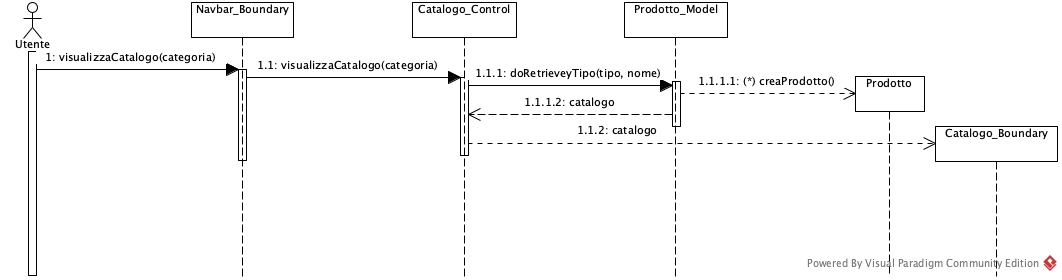 Navbar_Boundary
Catalogo_Control
Prodotto_Model
Utente
1: visualizzaCatalogo(categoria)
1.1: visualizzaCatalogo(categoria)
1.1.1: doRetrieveyTipo(tipo, nome)
1.1.1.1: (*) creaProdotto()
Prodotto
1.1.1.2: catalogo
1.1.2: catalogo
Catalogo_Boundary
Powered By Visual Paradigm Community Edition